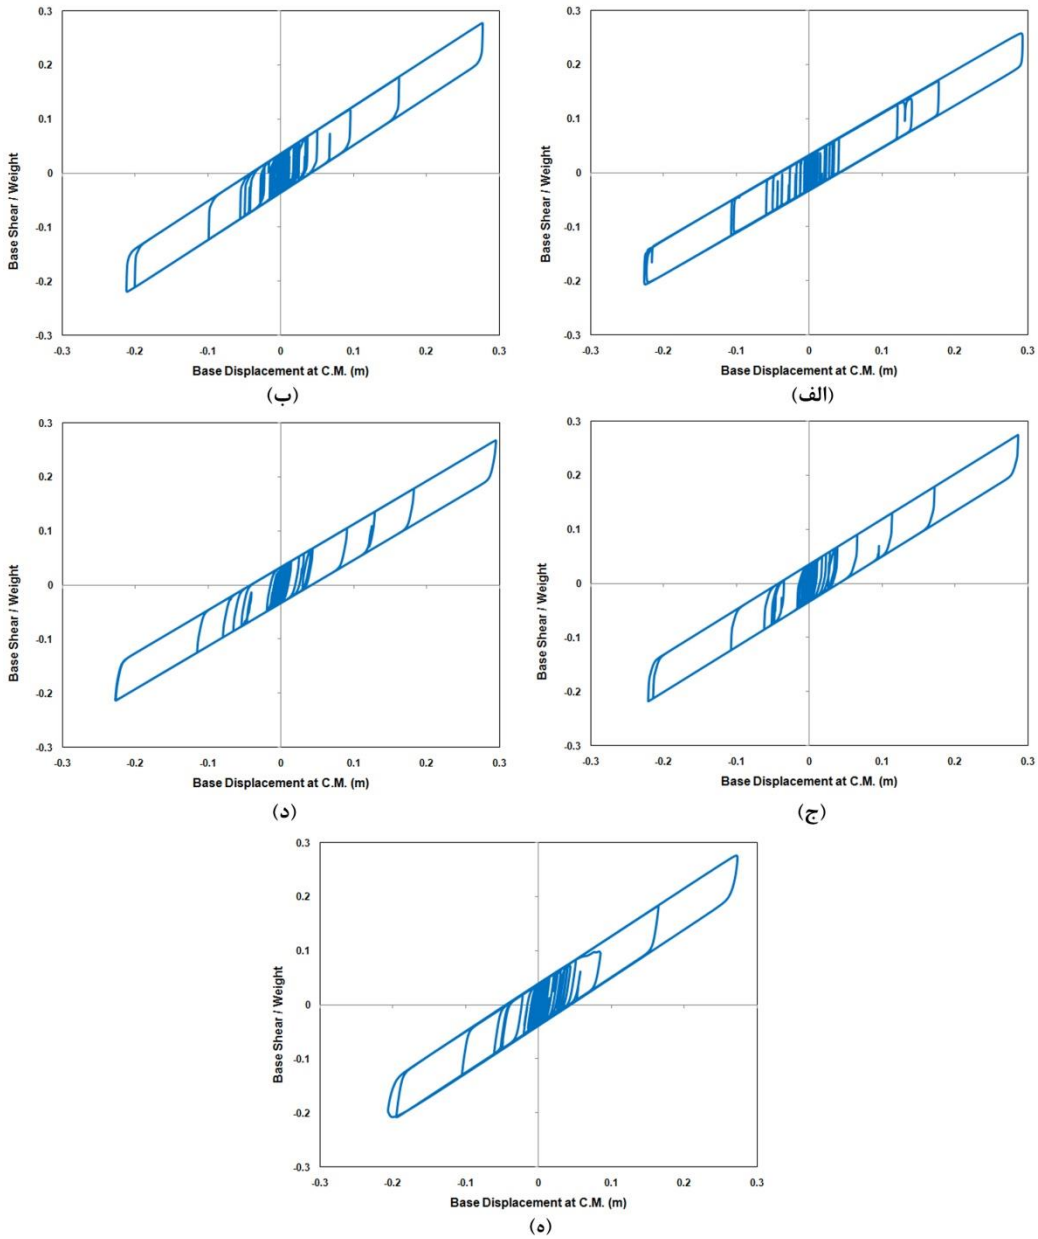 0.3
0.2
0.1
0
-0.1
-0.2
-0.3
-0.3 -0.2 -0.1 0 0.1 0.2 0.3
Base Shear / Weight
Base Displacement at C.M. (m)
(ب)
0.3
0.2
0.1
0
-0.1
-0.2
-0.3
-0.3 -0.2 -0.1 0 0.1 0.2 0.3
Base Shear / Weight
Base Displacement at C.M. (m)
(الف)
0.3
0.2
0.1
0
-0.1
-0.2
-0.3
-0.3 -0.2 -0.1 0 0.1 0.2 0.3
Base Shear / Weight
Base Displacement at C.M. (m)
(د)
0.3
0.2
0.1
0
-0.1
-0.2
-0.3
-0.3 -0.2 -0.1 0 0.1 0.2 0.3
Base Shear / Weight
Base Displacement at C.M. (m)
(ج)
0.3
0.2
0.1
0
-0.1
-0.2
-0.3
-0.3 -0.2 -0.1 0 0.1 0.2 0.3
Base Shear / Weight
Base Displacement at C.M. (m)
(ه)